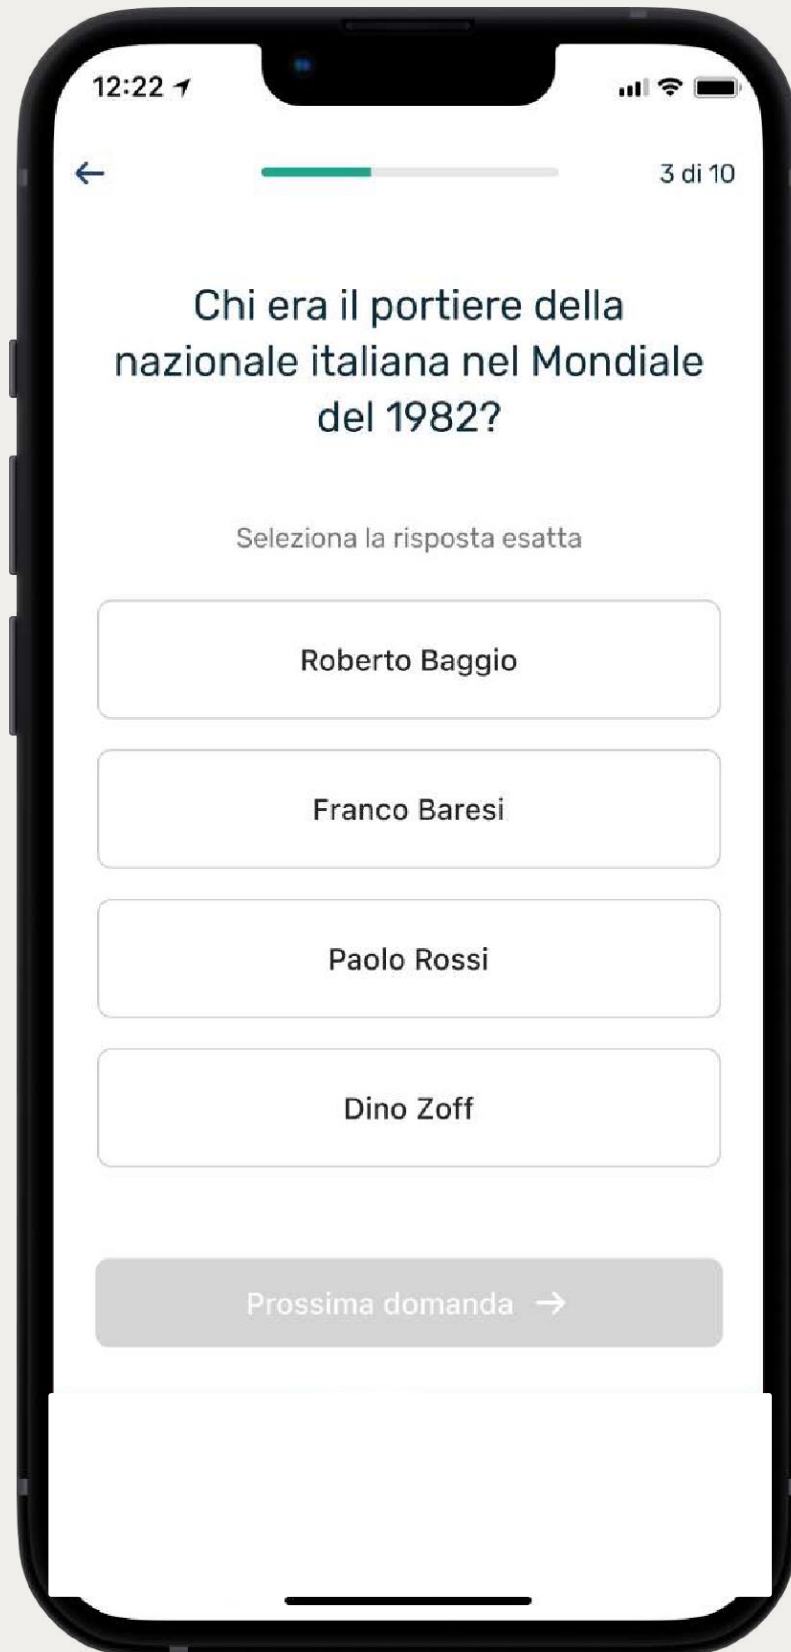 12:22
3 di 10
Chi era il portiere della
nazionale italiana nel Mondiale
del 1982?
Seleziona la risposta esatta
Roberto Baggio
Franco Baresi
Paolo Rossi
Dino Zoff
Prossima domanda →